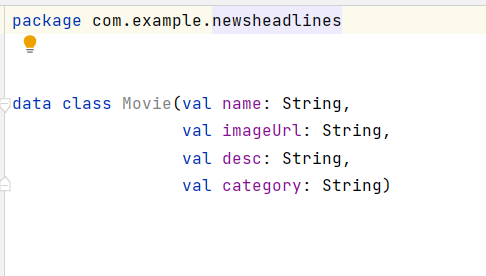 package com.example.newsheadlines
data class Movie(val name: String,
val imageUrl: String,
val desc: String,
val category: String)